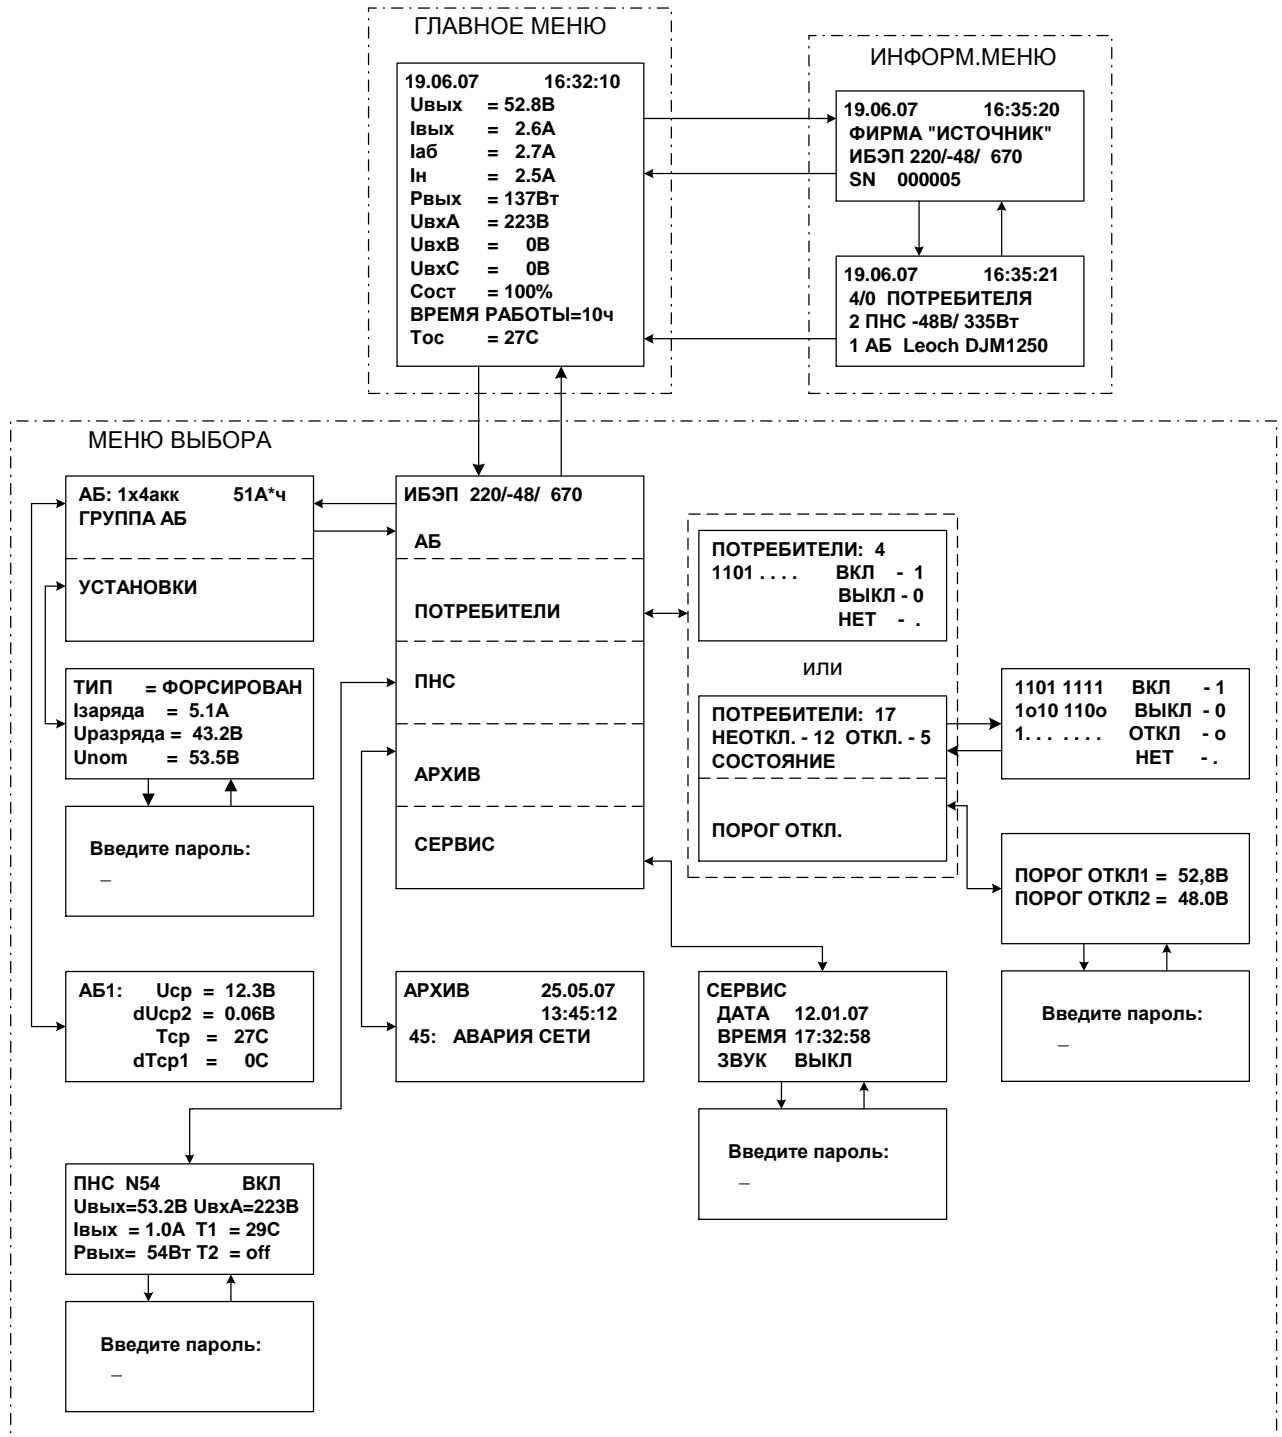 ГЛАВНОЕ МЕНЮ
19.06.07 16:32:10
Uвых = 52.8В
Iвых = 2.6А
Iаб = 2.7А
Iн = 2.5А
Рвых = 137Вт
UвхА = 223В
UвхВ = 0В
UвхС = 0В
Сост = 100%
ВРЕМЯ РАБОТЫ=10ч
Тос = 27С
ИНФОРМ.МЕНЮ
19.06.07 16:35:20
ФИРМА "ИСТОЧНИК"
ИБЭП 220/-48/ 670
SN 000005
19.06.07 16:35:21
4/0 ПОТРЕБИТЕЛЯ
2 ПНС -48В/ 335Вт
1 АБ Leoch DJM1250
МЕНЮ ВЫБОРА
АБ: 1х4акк 51А*ч
ГРУППА АБ
УСТАНОВКИ
ТИП = ФОРСИРОВАН
Iзаряда = 5.1А
Uразряда = 43.2В
Unom = 53.5В
Введите пароль:
_
АБ1: Uср = 12.3В
dUср2 = 0.06В
Тср = 27С
dТср1 = 0С
ПНС N54 ВКЛ
Uвых=53.2В UвхА=223В
Iвых = 1.0А Т1 = 29С
Рвых= 54Вт Т2 = off
Введите пароль:
_
ИБЭП 220/-48/ 670
АБ
ПОТРЕБИТЕЛИ
ПНС
АРХИВ
СЕРВИС
АРХИВ 25.05.07
13:45:12
45: АВАРИЯ СЕТИ
ПОТРЕБИТЕЛИ: 4
1101 . . . . ВКЛ - 1
ВЫКЛ - 0
НЕТ - .
или
ПОТРЕБИТЕЛИ: 17
НЕОТКЛ. - 12 ОТКЛ. - 5
СОСТОЯНИЕ
ПОРОГ ОТКЛ.
1101 1111 ВКЛ - 1
1о10 110о ВЫКЛ - 0
1. . . . . . . ОТКЛ - о
НЕТ - .
ПОРОГ ОТКЛ1 = 52,8В
ПОРОГ ОТКЛ2 = 48.0В
Введите пароль:
_
СЕРВИС
ДАТА 12.01.07
ВРЕМЯ 17:32:58
ЗВУК ВЫКЛ
Введите пароль:
_